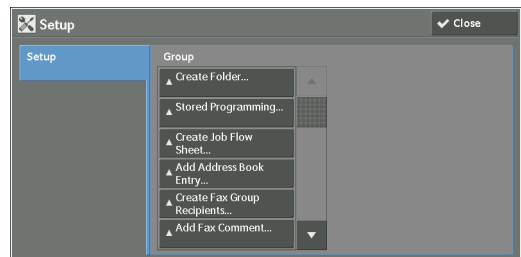 Setup
Close
Setup
Group
Create Folder...
Stored Programming...
Create Job Flow
Sheet...
Add Address Book
Entry...
Create Fax Group
Recipients...
Add Fax Comment...